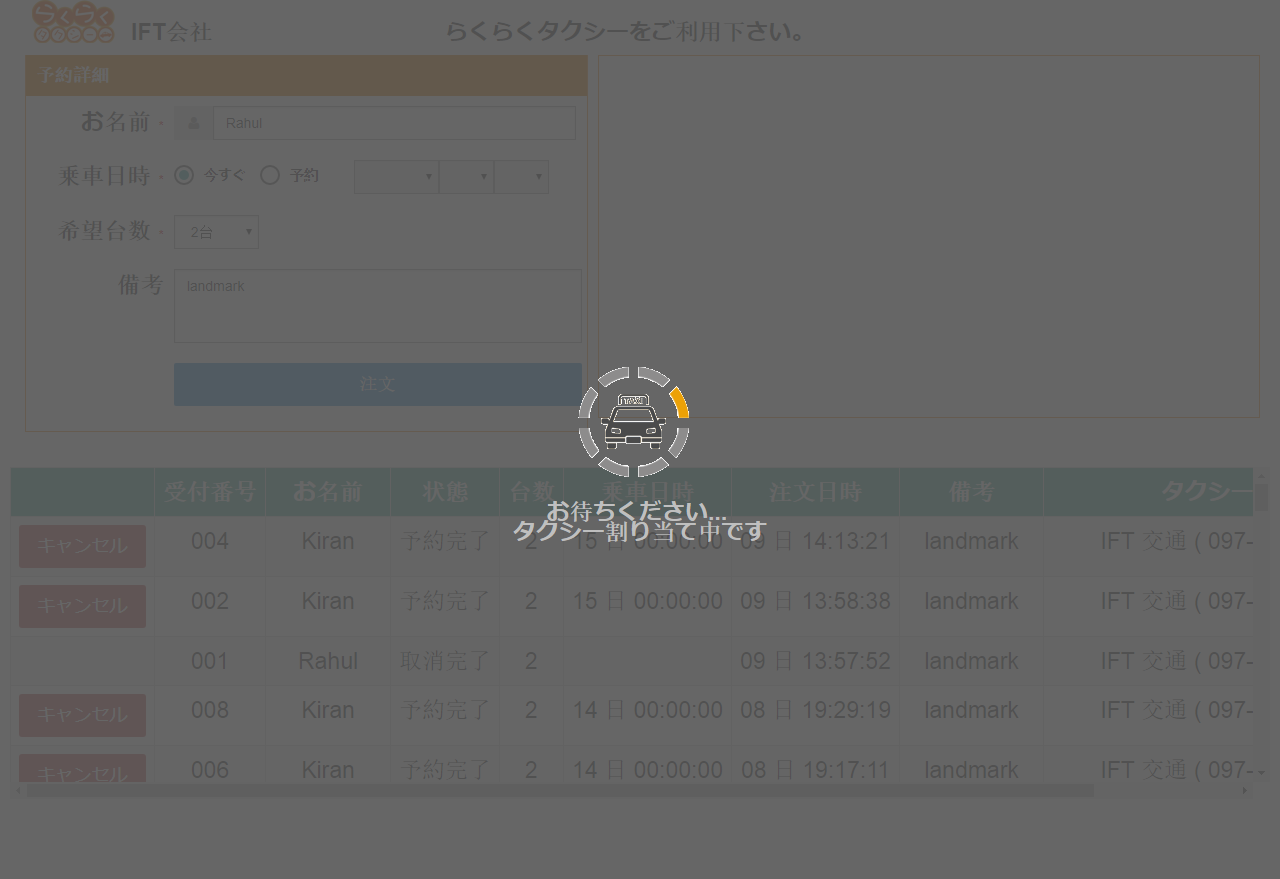 らくらく
タクシー
IFT会社
らくらくタクシーをご利用下さい。
予約詳細
お名前 *
Rahul
乗車日時 *
今すぐ
予約
希望台数 *
2台
備考
landmark
注文
TAXI
お待ちください...
タクシー割り当て中です
受付番号 お名前 状態 台数 乗車日時 注文日時 備考 タクシー
キャンセル 004 Kiran 予約完了 2 15 日 00:00:00 09 日 14:13:21 landmark IFT 交通 ( 097-
キャンセル 002 Kiran 予約完了 2 15 日 00:00:00 09 日 13:58:38 landmark IFT 交通 ( 097-
001 Rahul 取消完了 2 09 日 13:57:52 landmark IFT 交通 ( 097-
キャンセル 008 Kiran 予約完了 2 14 日 00:00:00 08 日 19:29:19 landmark IFT 交通 ( 097-
キャンセル 006 Kiran 予約完了 2 14 日 00:00:00 08 日 19:17:11 landmark IFT 交通 ( 097-